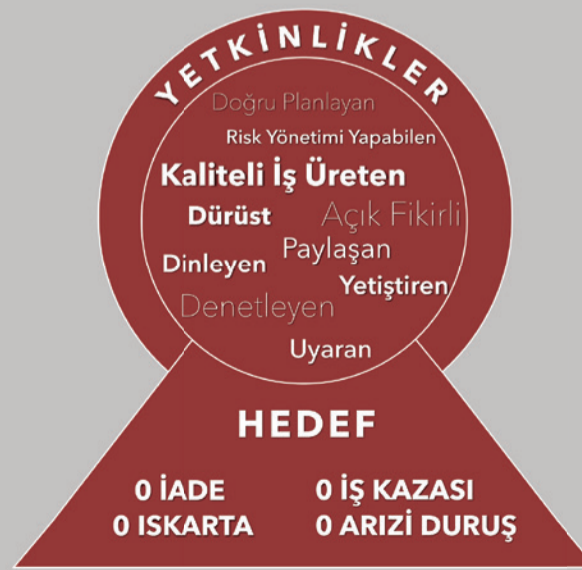 YETKİNLİKLER
Doğru Planlayan
Risk Yönetimi Yapabilen
Kaliteli İş Üreten
Dürüst Açık Fikirli
Paylaşan
Dinleyen
Yetiştiren
Denetleyen
Uyaran
HEDEF
0 İADE 0 İŞ KAZASI
0 ISKARTA 0 ARIZİ DURUŞ